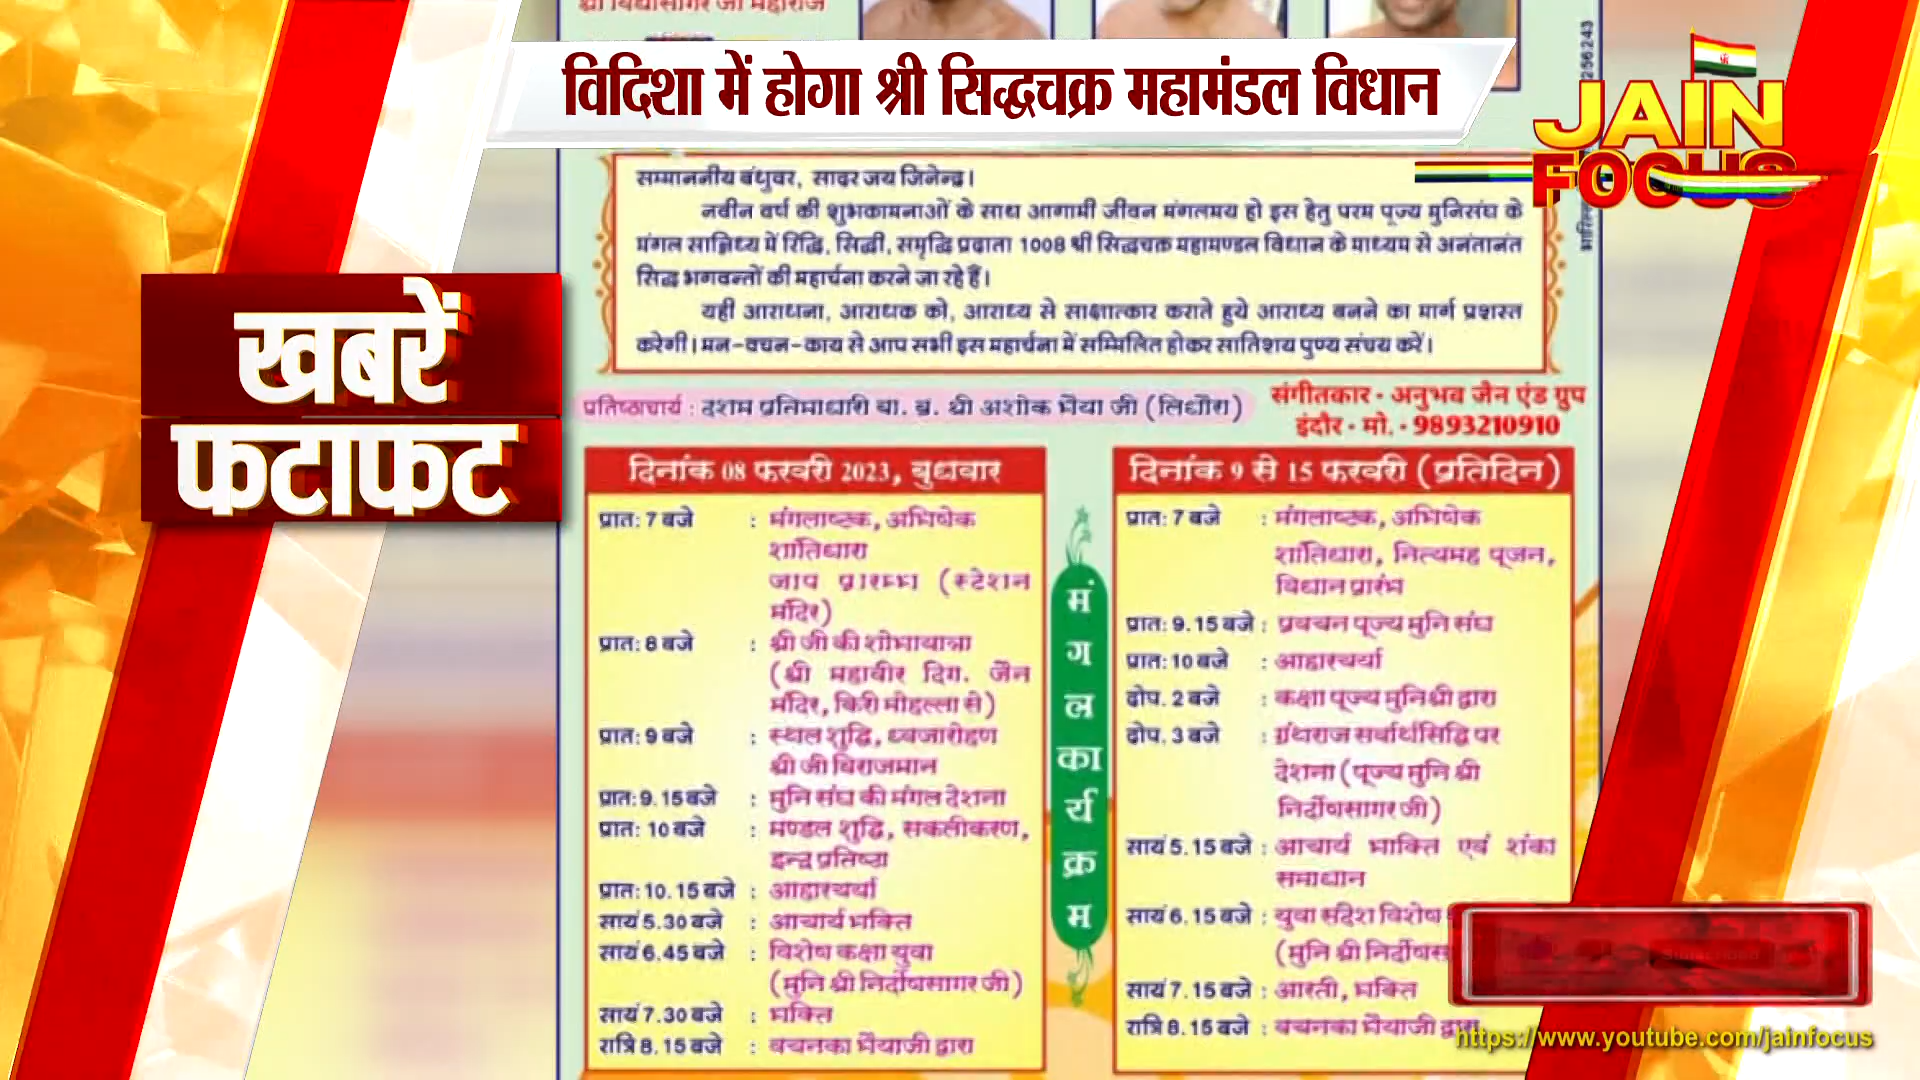 श्री विद्यासागर जी महाराज
विदिशा में होगा श्री सिद्धचक्र महामंडल विधान
256243
JAIN
FOCUS
खबरें
फटाफट
सम्माननीय बंधुवर, सादर जय जिनेन्द्र।
नवीन वर्ष की शुभकामनाओं के साथ आगामी जीवन मंगलमय हो इस हेतु परम पूज्य मुनिसंघ के
मंगल सान्निध्य में रिद्धि, सिद्धी, समृद्धि प्रदाता 1008 श्री सिद्धचक्र महामण्डल विधान के माध्यम से अनंतानंत
सिद्ध भगवन्तों की महार्चना करने जा रहे हैं।
यही आराधना, आराधक को, आराध्य से साक्षात्कार कराते हुये आराध्य बनने का मार्ग प्रशस्त
करेगी। मन-वचन-काय से आप सभी इस महार्चना में सम्मिलित होकर सातिशय पुण्य संचय करें।
प्रतिष्ठाचार्य : दशम प्रतिमाधारी बा. ब्र. श्री अशोक भैया जी (लिधौरा)
संगीतकार - अनुभव जैन एंड ग्रुप
इंदौर - मो. - 9893210910
दिनांक 08 फरवरी 2023, बुधवार
प्रात: 7 बजे : मंगलाष्टक, अभिषेक
शांतिधारा
जाप प्रारम्भ (स्टेशन
मंदिर)
प्रात: 8 बजे : श्री जी की शोभायात्रा
(श्री महावीर दिग. जैन
मंदिर, किरी मोहल्ला से)
प्रात: 9 बजे : स्थल शुद्धि, ध्वजारोहण
श्री जी विराजमान
प्रात: 9.15 बजे : मुनि संघ की मंगल देशना
प्रात: 10 बजे : मण्डल शुद्धि, सकलीकरण,
इन्द्र प्रतिष्ठा
प्रात: 10.15 बजे : आहारचर्या
सायं 5.30 बजे : आचार्य भक्ति
सायं 6.45 बजे : विशेष कक्षा युवा
(मुनि श्री निर्दोषसागर जी)
सायं 7.30 बजे : भक्ति
रात्रि 8.15 बजे : वचनका भैयाजी द्वारा
मंगल कार्यक्रम
दिनांक 9 से 15 फरवरी (प्रतिदिन)
प्रात: 7 बजे : मंगलाष्टक, अभिषेक
शांतिधारा, नित्यमह पूजन,
विधान प्रारंभ
प्रात: 9.15 बजे : प्रवचन पूज्य मुनि संघ
प्रात: 10 बजे : आहारचर्या
दोप. 2 बजे : कक्षा पूज्य मुनिश्री द्वारा
दोप. 3 बजे : ग्रंथराज सर्वार्थसिद्धि पर
देशना (पूज्य मुनि श्री
निर्दोषसागर जी)
सायं 5.15 बजे : आचार्य भक्ति एवं शंका
समाधान
सायं 6.15 बजे : युवा संदेश विशेष
(मुनि श्री निर्दोषस
सायं 7.15 बजे : आरती, भक्ति
रात्रि 8.15 बजे : वचनका भैयाजी द्वारा
https://www.youtube.com/jainfocus